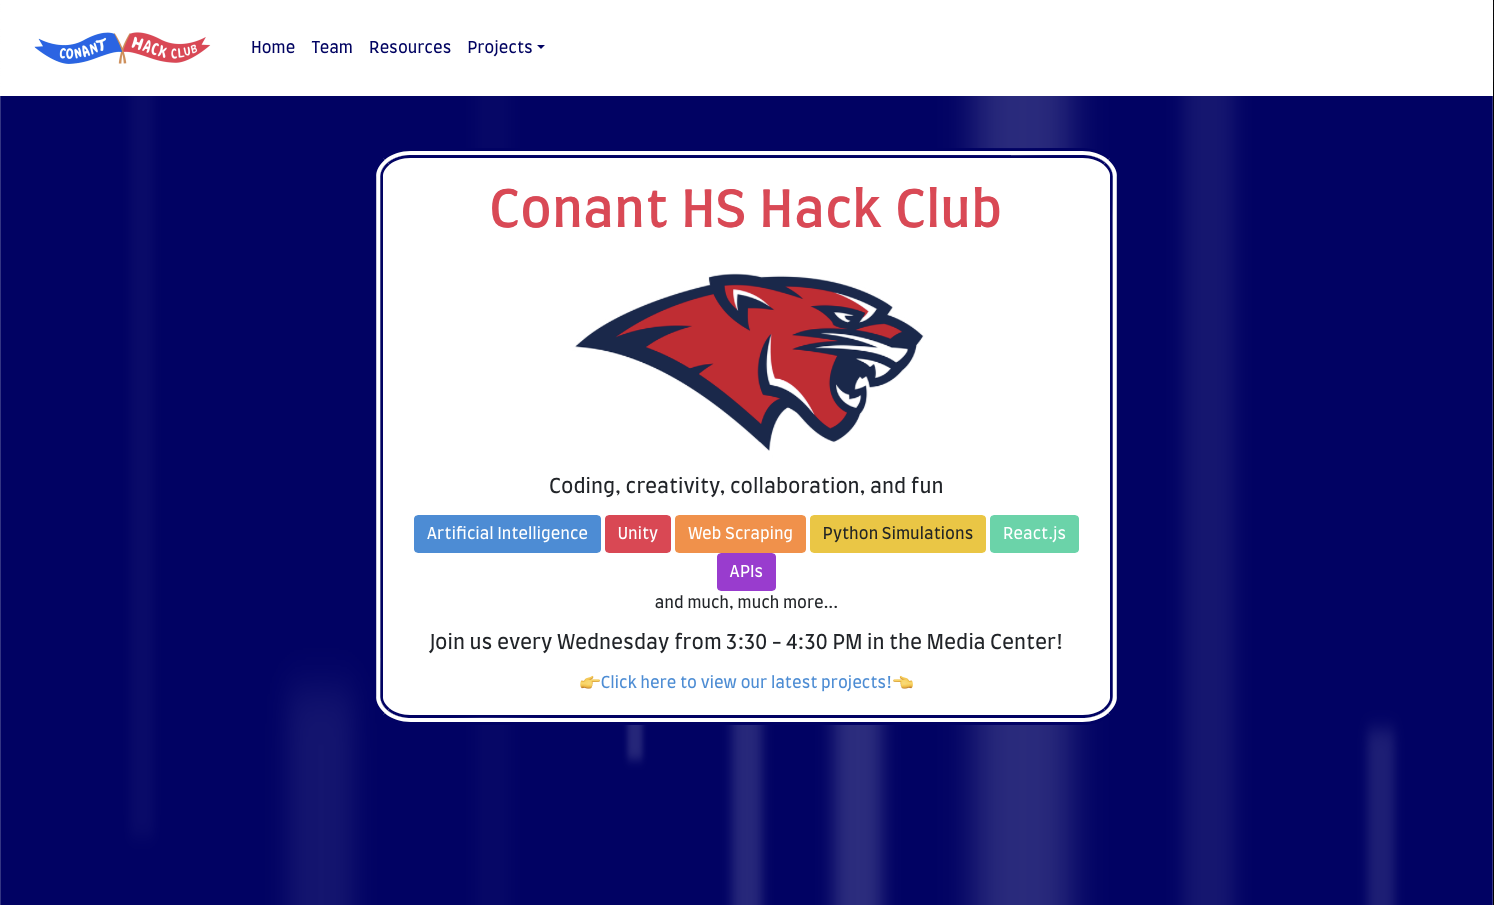 CONANT HACK CLUB
Home Team Resources Projects
Conant HS Hack Club
Coding, creativity, collaboration, and fun
Artificial Intelligence Unity Web Scraping Python Simulations React.js
APIs
and much, much more...
Join us every Wednesday from 3:30 - 4:30 PM in the Media Center!
👉Click here to view our latest projects!👈